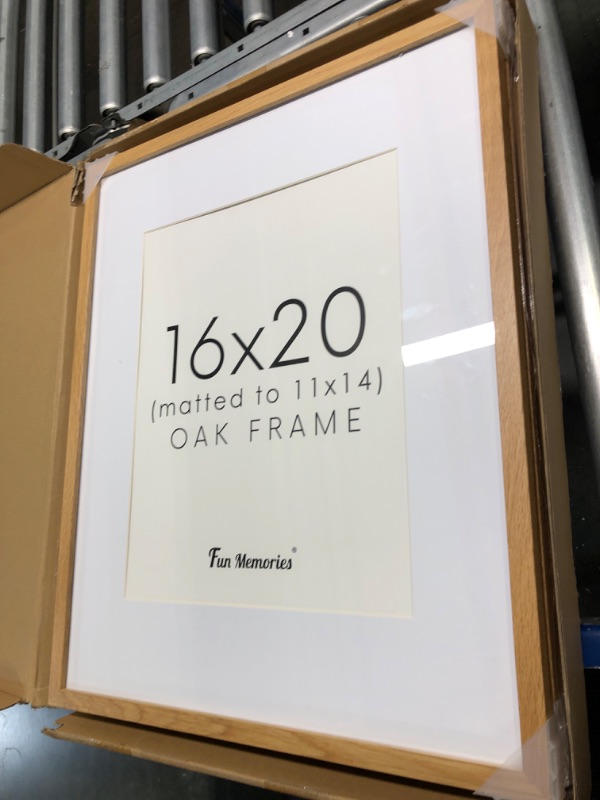 16x20
(matted to 11x14)
OAK FRAME
Fun Memories®